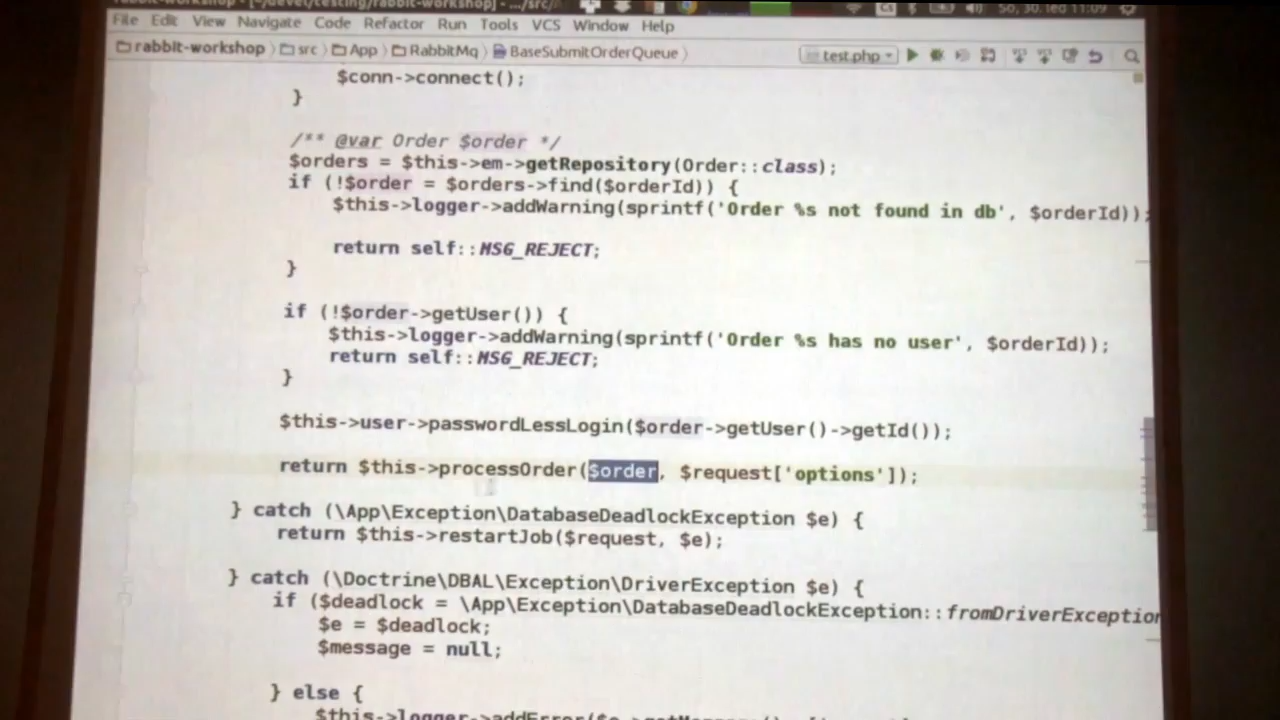 File Edit View Navigate Code Refactor Run Tools VCS Window Help
rabbit-workshop src App RabbitMq BaseSubmitOrderQueue test.php
$conn->connect();
}
/** @var Order $order */
$orders = $this->em->getRepository(Order::class);
if (!$order = $orders->find($orderId)) {
$this->logger->addWarning(sprintf('Order %s not found in db', $orderId));
return self::MSG_REJECT;
}
if (!$order->getUser()) {
$this->logger->addWarning(sprintf('Order %s has no user', $orderId));
return self::MSG_REJECT;
}
$this->user->passwordLessLogin($order->getUser()->getId());
return $this->processOrder($order, $request['options']);
} catch (\App\Exception\DatabaseDeadlockException $e) {
return $this->restartJob($request, $e);
} catch (\Doctrine\DBAL\Exception\DriverException $e) {
if ($deadlock = \App\Exception\DatabaseDeadlockException::fromDriverException
$e = $deadlock;
$message = null;
} else {